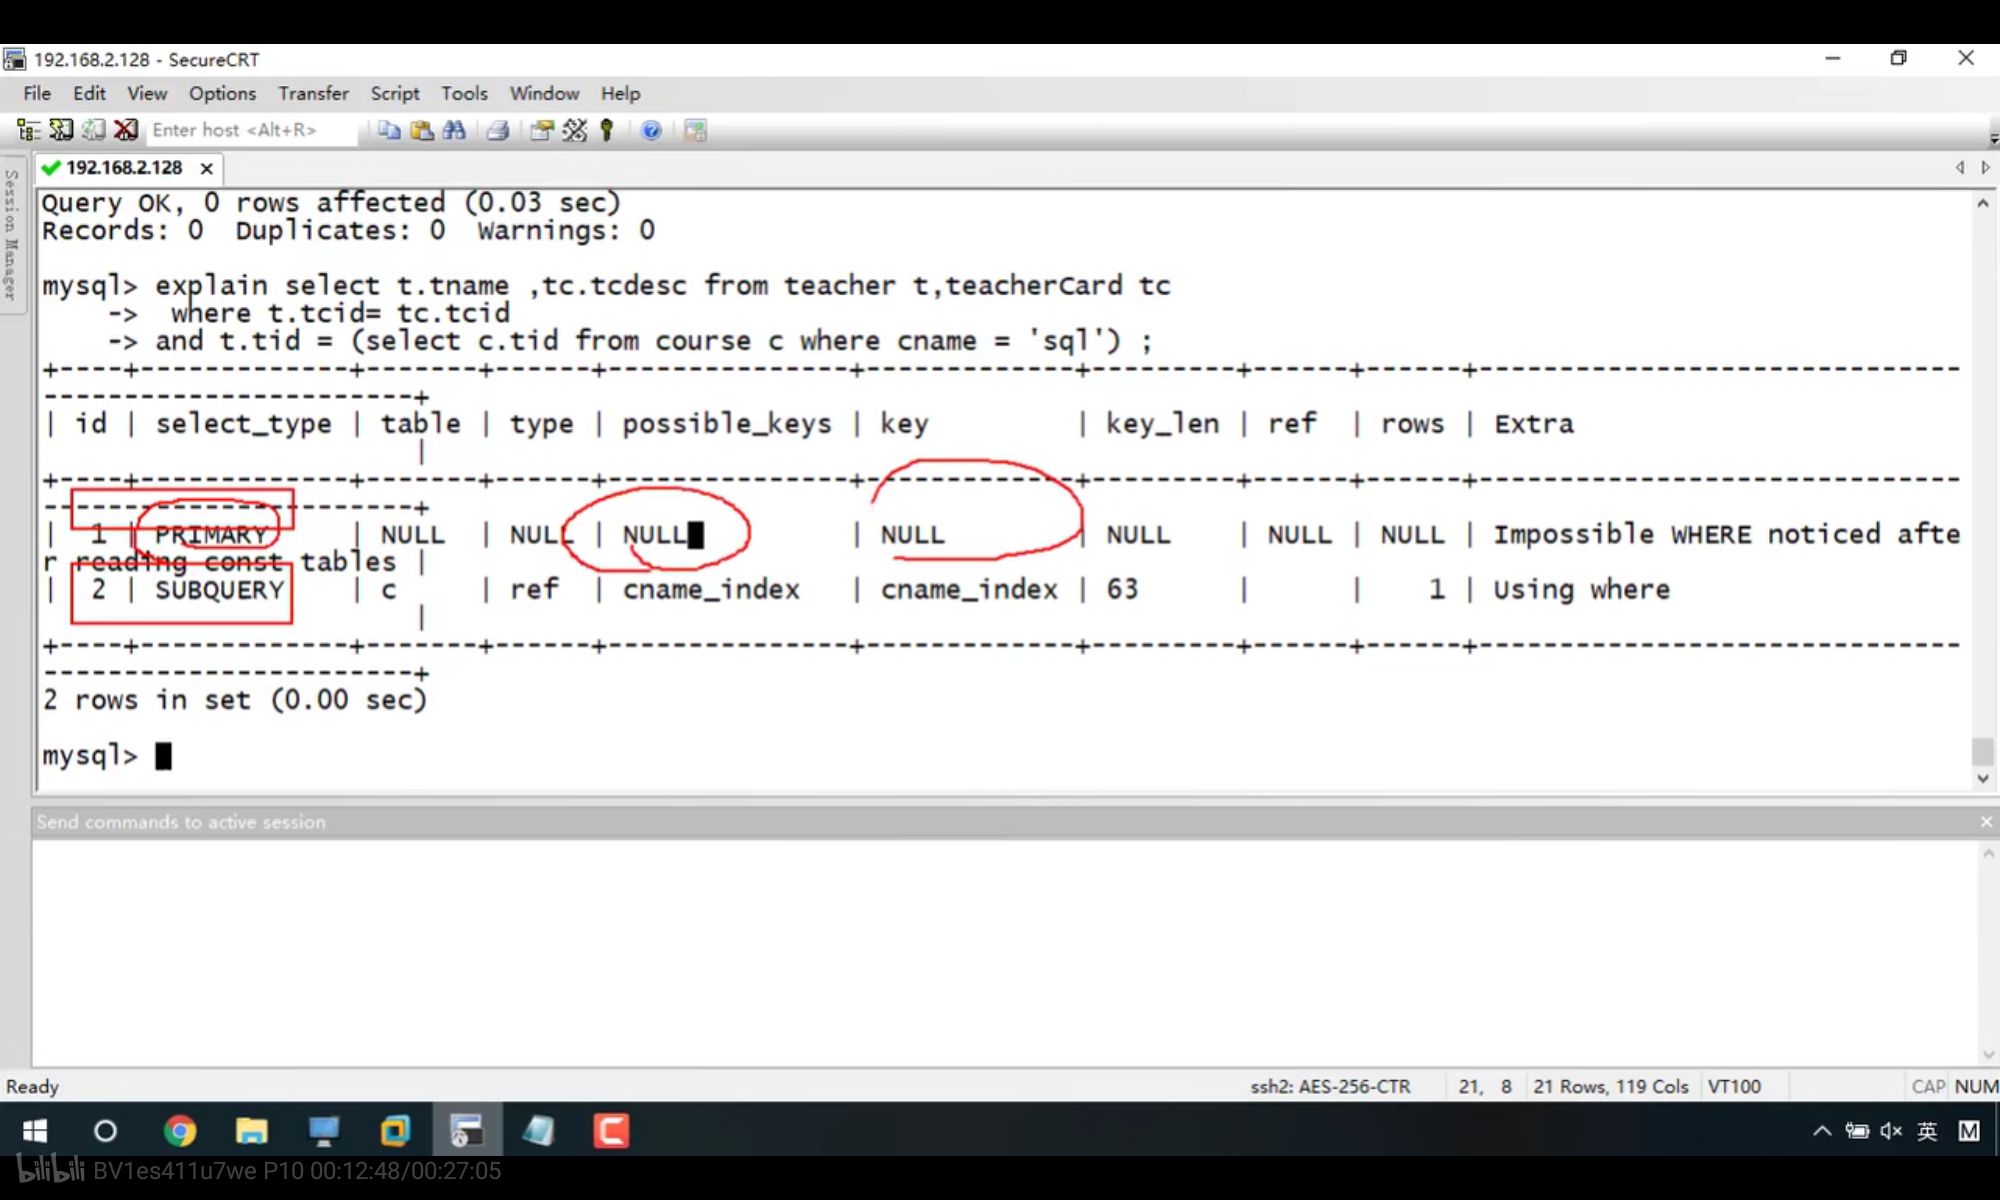 192.168.2.128 - SecureCRT
File Edit View Options Transfer Script Tools Window Help
Enter host <Alt+R>
192.168.2.128
Session Manager
Query OK, 0 rows affected (0.03 sec)
Records: 0  Duplicates: 0  Warnings: 0
mysql> explain select t.tname ,tc.tcdesc from teacher t,teacherCard tc
    ->  where t.tcid= tc.tcid
    -> and t.tid = (select c.tid from course c where cname = 'sql') ;
+----+-------------+-------+------+---------------+-------------+---------+------+------+------------------------------
-----------------------+
| id | select_type | table | type | possible_keys | key         | key_len | ref  | rows | Extra
                       |
+----+-------------+-------+------+---------------+-------------+---------+------+------+------------------------------
-----------------------+
|  1 | PRIMARY     | NULL  | NULL | NULL          | NULL        | NULL    | NULL | NULL | Impossible WHERE noticed afte
r reading const tables |
|  2 | SUBQUERY    | c     | ref  | cname_index   | cname_index | 63      |      |    1 | Using where
                       |
+----+-------------+-------+------+---------------+-------------+---------+------+------+------------------------------
-----------------------+
2 rows in set (0.00 sec)
mysql>
Send commands to active session
Ready ssh2: AES-256-CTR 21, 8 21 Rows, 119 Cols VT100 CAP NUM
英 M
bilibili BV1es411u7we P10 00:12:48/00:27:05